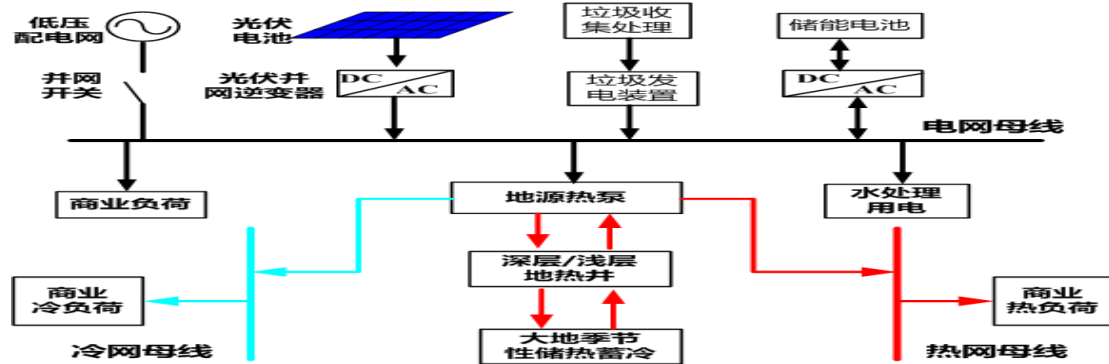 低压
配电网
光伏
电池
垃圾收
集处理
储能电池
井网
开关
光伏井
网逆变器
DC
AC
垃圾发
电装置
DC
AC
电网母线
商业负荷
地源热泵
水处理
用电
深层/浅层
地热井
商业
冷负荷
商业
热负荷
大地季节
性储热蓄冷
冷网母线
热网母线